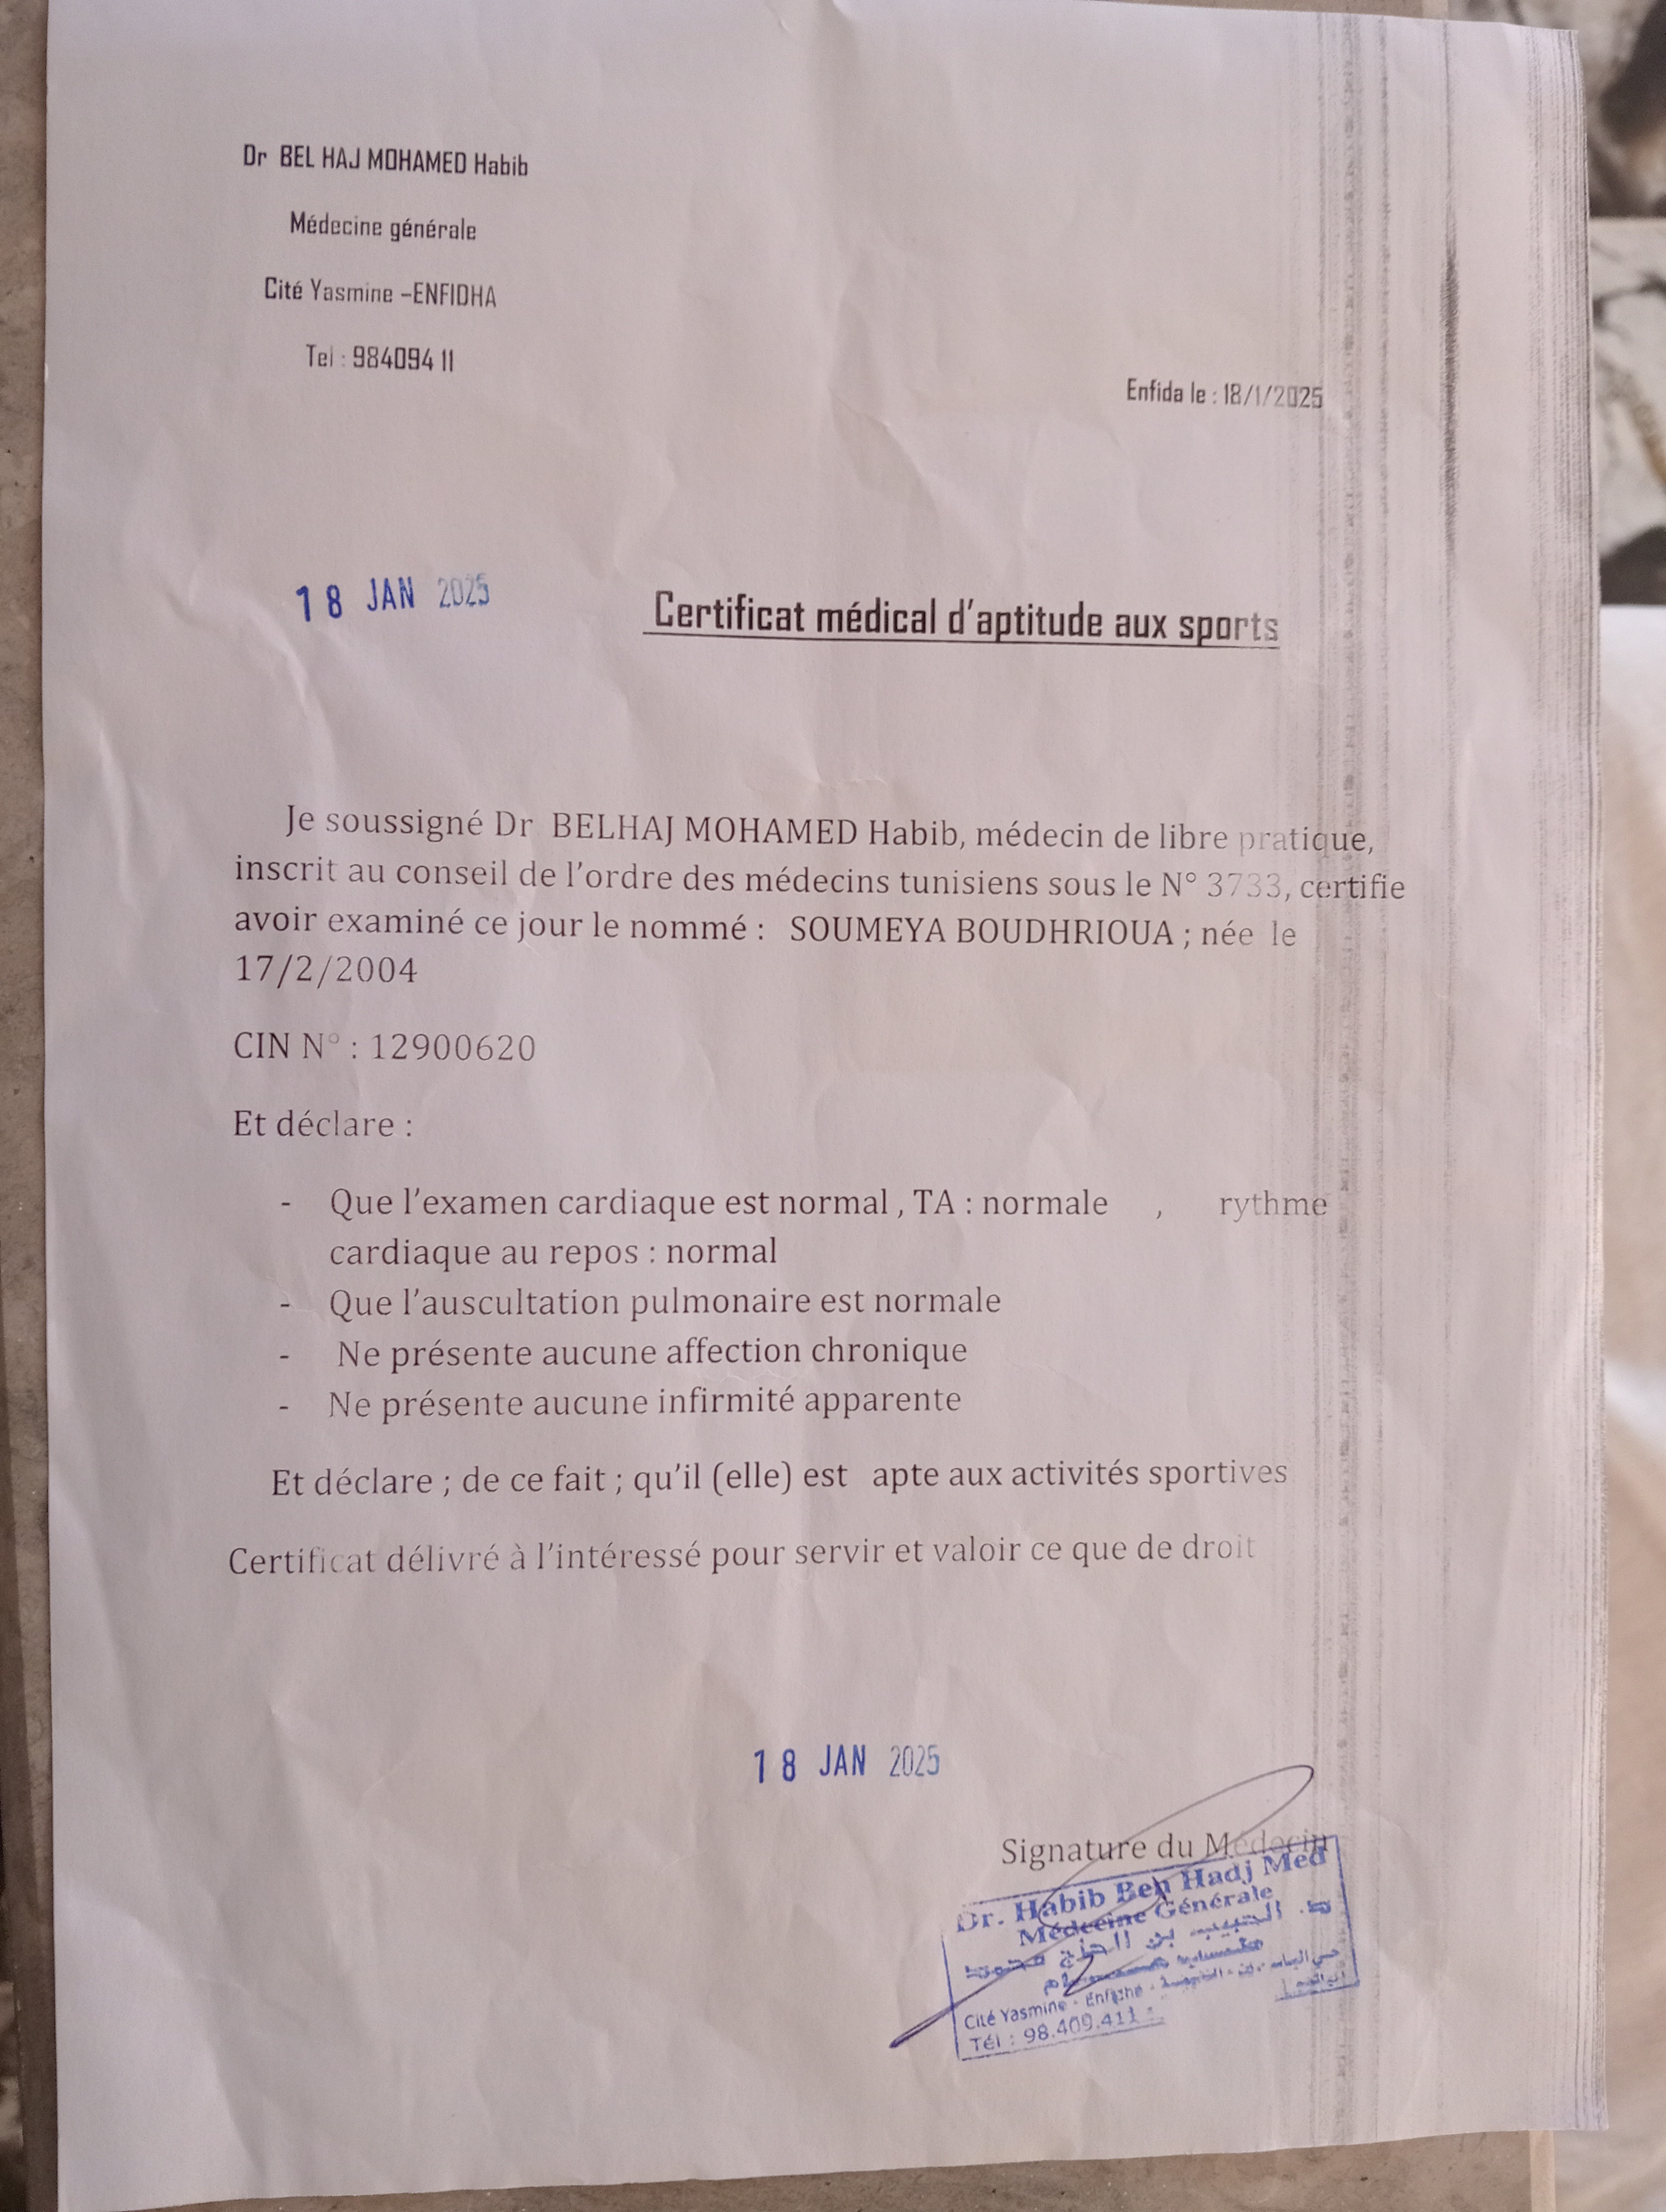 Dr BEL HAJ MOHAMED Habib
Médecine générale
Cité Yasmine –ENFIDHA
Tel : 984094 11
Enfida le : 18/1/2025
18 JAN 2025
Certificat médical d'aptitude aux sports
Je soussigné Dr BELHAJ MOHAMED Habib, médecin de libre pratique,
inscrit au conseil de l'ordre des médecins tunisiens sous le N° 3733, certifie
avoir examiné ce jour le nommé : SOUMEYA BOUDHRIOUA ; née le
17/2/2004
CIN N° : 12900620
Et déclare :
- Que l'examen cardiaque est normal , TA : normale , rythme
cardiaque au repos : normal
- Que l'auscultation pulmonaire est normale
- Ne présente aucune affection chronique
- Ne présente aucune infirmité apparente
Et déclare ; de ce fait ; qu'il (elle) est apte aux activités sportives
Certificat délivré à l'intéressé pour servir et valoir ce que de droit
18 JAN 2025
Signature du Médecin
Dr. Habib Ben Hadj Med
Médecine Générale
الحبيب بن الحاج
Cité Yasmine - Enfidha -
Tél : 98.409.411